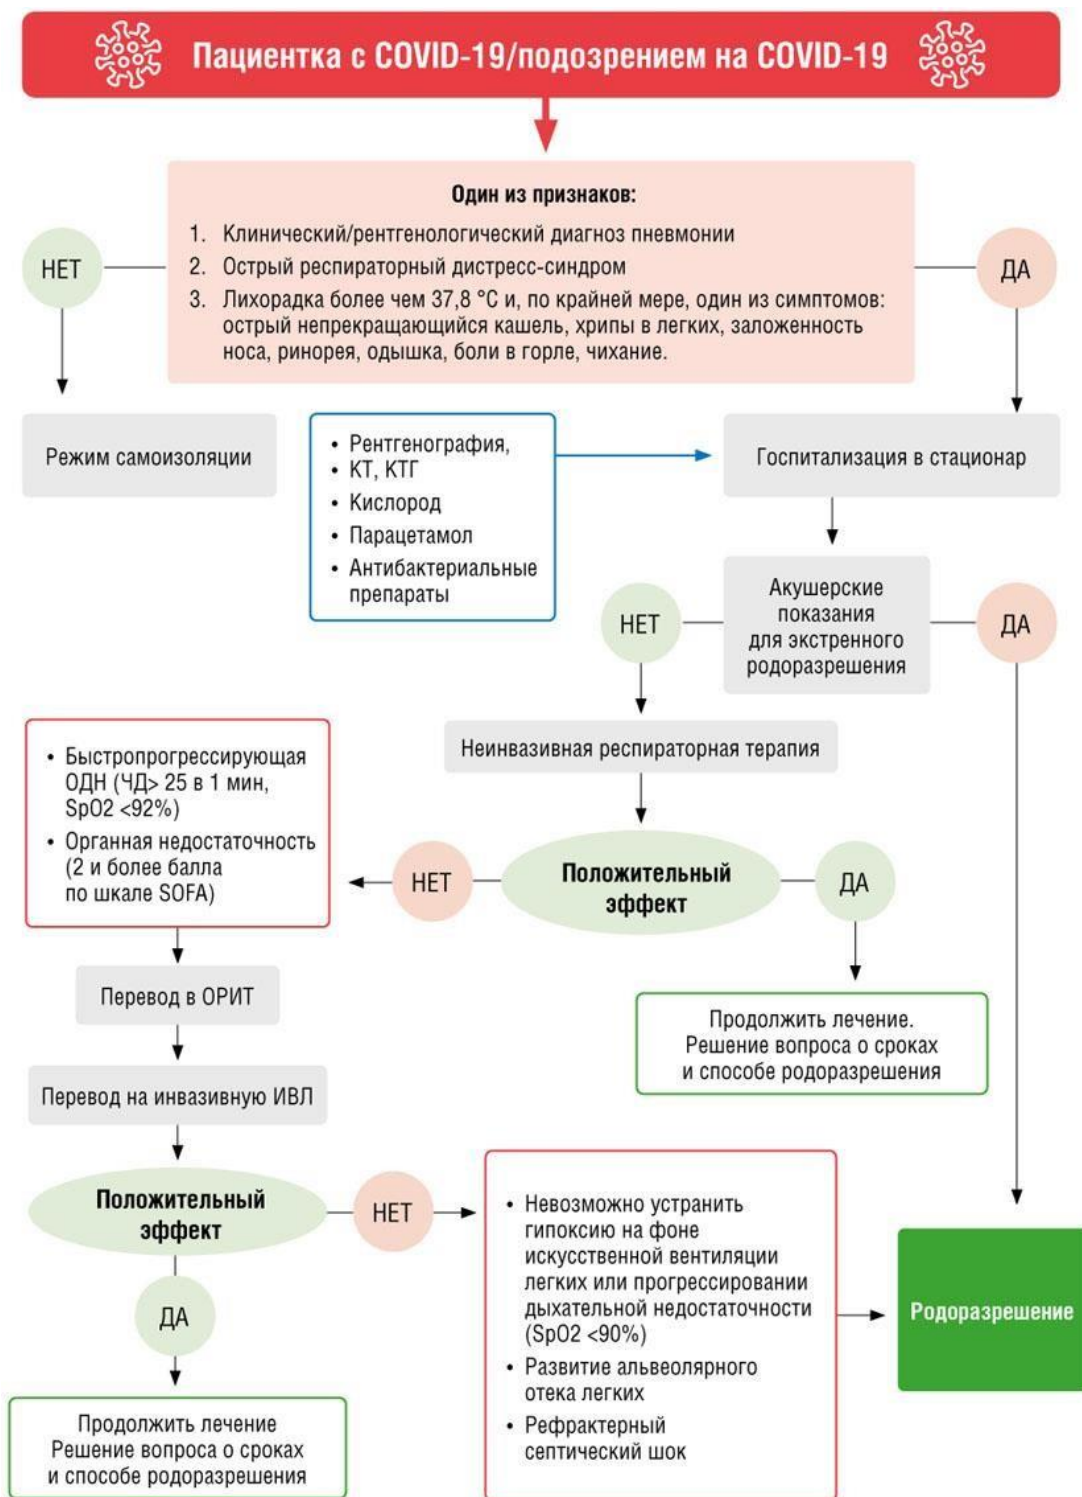 Пациентка с COVID-19/подозрением на COVID-19
Один из признаков:
1. Клинический/рентгенологический диагноз пневмонии
2. Острый респираторный дистресс-синдром
3. Лихорадка более чем 37,8 °C и, по крайней мере, один из симптомов:
острый непрекращающийся кашель, хрипы в легких, заложенность
носа, ринорея, одышка, боли в горле, чихание.
НЕТ
ДА
Режим самоизоляции
• Рентгенография,
• КТ, КТГ
• Кислород
• Парацетамол
• Антибактериальные
препараты
Госпитализация в стационар
Акушерские
показания
для экстренного
родоразрешения
НЕТ
ДА
Неинвазивная респираторная терапия
• Быстропрогрессирующая
ОДН (ЧД> 25 в 1 мин,
SpO2 <92%)
• Органная недостаточность
(2 и более балла
по шкале SOFA)
НЕТ
Положительный
эффект
ДА
Перевод в ОРИТ
Продолжить лечение.
Решение вопроса о сроках
и способе родоразрешения
Перевод на инвазивную ИВЛ
Положительный
эффект
НЕТ
• Невозможно устранить
гипоксию на фоне
искусственной вентиляции
легких или прогрессировании
дыхательной недостаточности
(SpO2 <90%)
• Развитие альвеолярного
отека легких
• Рефрактерный
септический шок
Родоразрешение
ДА
Продолжить лечение
Решение вопроса о сроках
и способе родоразрешения